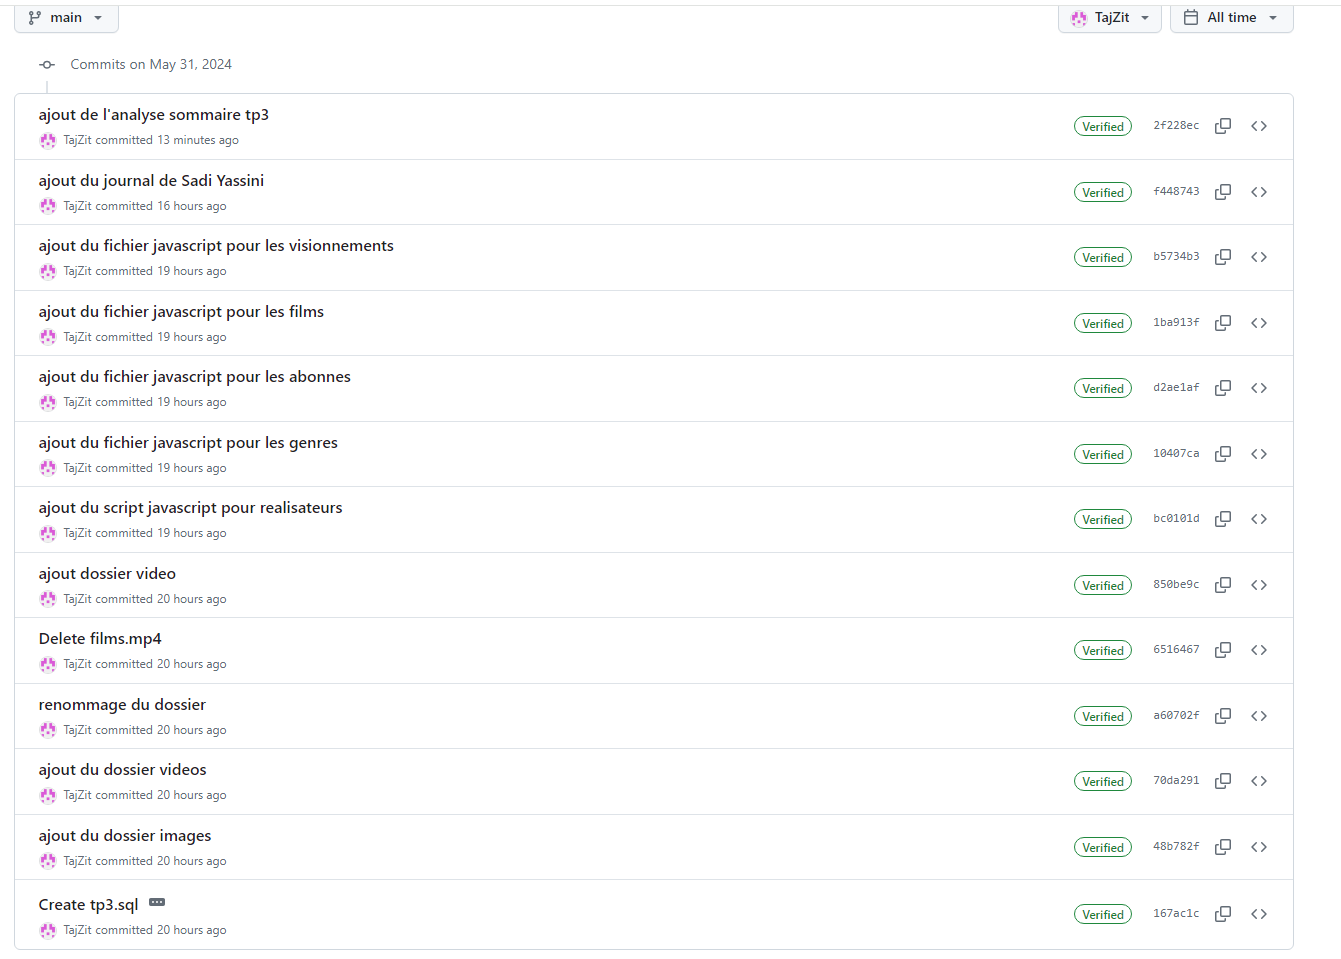 main
TajZit
All time
Commits on May 31, 2024
ajout de l'analyse sommaire tp3
TajZit committed 13 minutes ago
Verified
2f228ec
ajout du journal de Sadi Yassini
TajZit committed 16 hours ago
Verified
f448743
ajout du fichier javascript pour les visionnements
TajZit committed 19 hours ago
Verified
b5734b3
ajout du fichier javascript pour les films
TajZit committed 19 hours ago
Verified
1ba913f
ajout du fichier javascript pour les abonnes
TajZit committed 19 hours ago
Verified
d2ae1af
ajout du fichier javascript pour les genres
TajZit committed 19 hours ago
Verified
10407ca
ajout du script javascript pour realisateurs
TajZit committed 19 hours ago
Verified
bc0101d
ajout dossier video
TajZit committed 20 hours ago
Verified
850be9c
Delete films.mp4
TajZit committed 20 hours ago
Verified
6516467
renommage du dossier
TajZit committed 20 hours ago
Verified
a60702f
ajout du dossier videos
TajZit committed 20 hours ago
Verified
70da291
ajout du dossier images
TajZit committed 20 hours ago
Verified
48b782f
Create tp3.sql
TajZit committed 20 hours ago
Verified
167ac1c